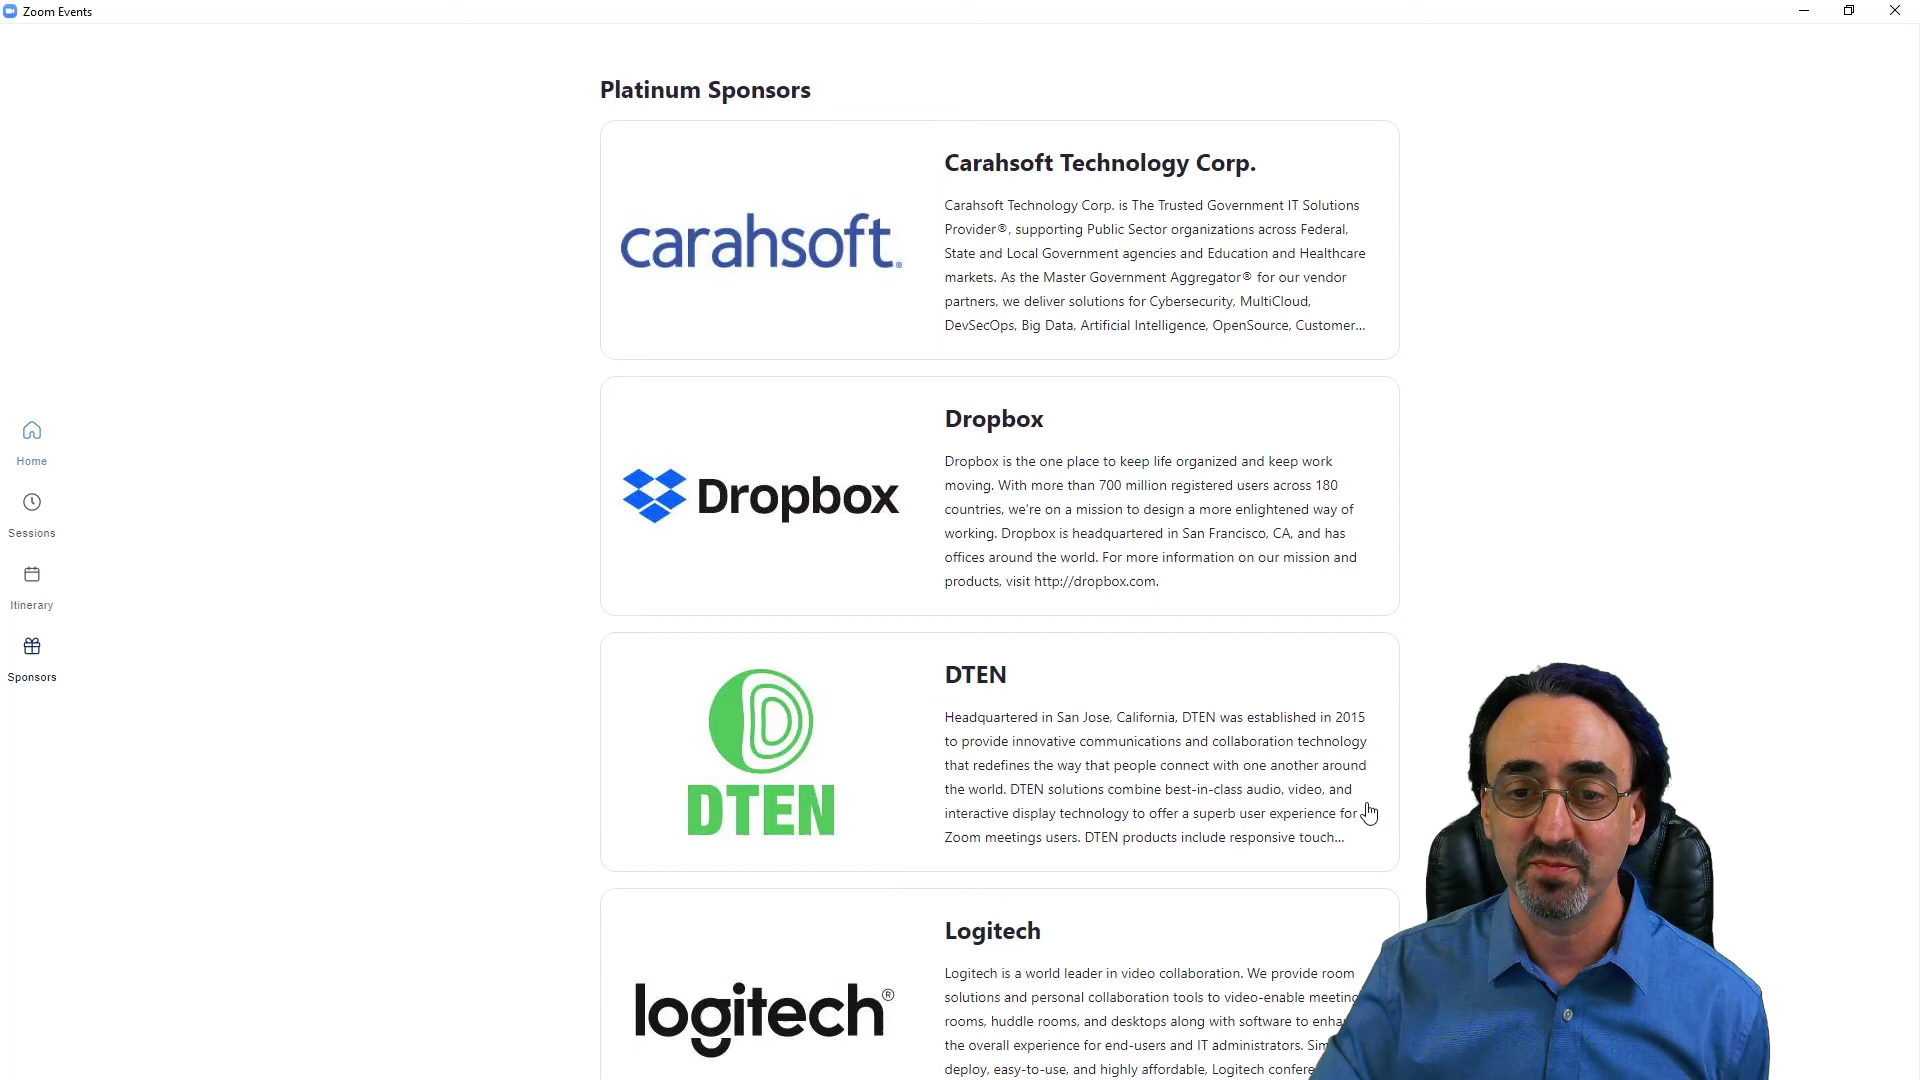 Zoom Events
Platinum Sponsors
carahsoft.
Carahsoft Technology Corp.
Carahsoft Technology Corp. is The Trusted Government IT Solutions
Provider®, supporting Public Sector organizations across Federal,
State and Local Government agencies and Education and Healthcare
markets. As the Master Government Aggregator® for our vendor
partners, we deliver solutions for Cybersecurity, MultiCloud,
DevSecOps, Big Data, Artificial Intelligence, OpenSource, Customer...
Dropbox
Dropbox
Dropbox is the one place to keep life organized and keep work
moving. With more than 700 million registered users across 180
countries, we're on a mission to design a more enlightened way of
working. Dropbox is headquartered in San Francisco, CA, and has
offices around the world. For more information on our mission and
products, visit http://dropbox.com.
Home
Sessions
Itinerary
Sponsors
DTEN
DTEN
Headquartered in San Jose, California, DTEN was established in 2015
to provide innovative communications and collaboration technology
that redefines the way that people connect with one another around
the world. DTEN solutions combine best-in-class audio, video, and
interactive display technology to offer a superb user experience for
Zoom meetings users. DTEN products include responsive touch...
logitech®
Logitech
Logitech is a world leader in video collaboration. We provide room
solutions and personal collaboration tools to video-enable meeting
rooms, huddle rooms, and desktops along with software to
the overall experience for end-users and IT administrators.
deploy, easy-to-use, and highly affordable, Logitech